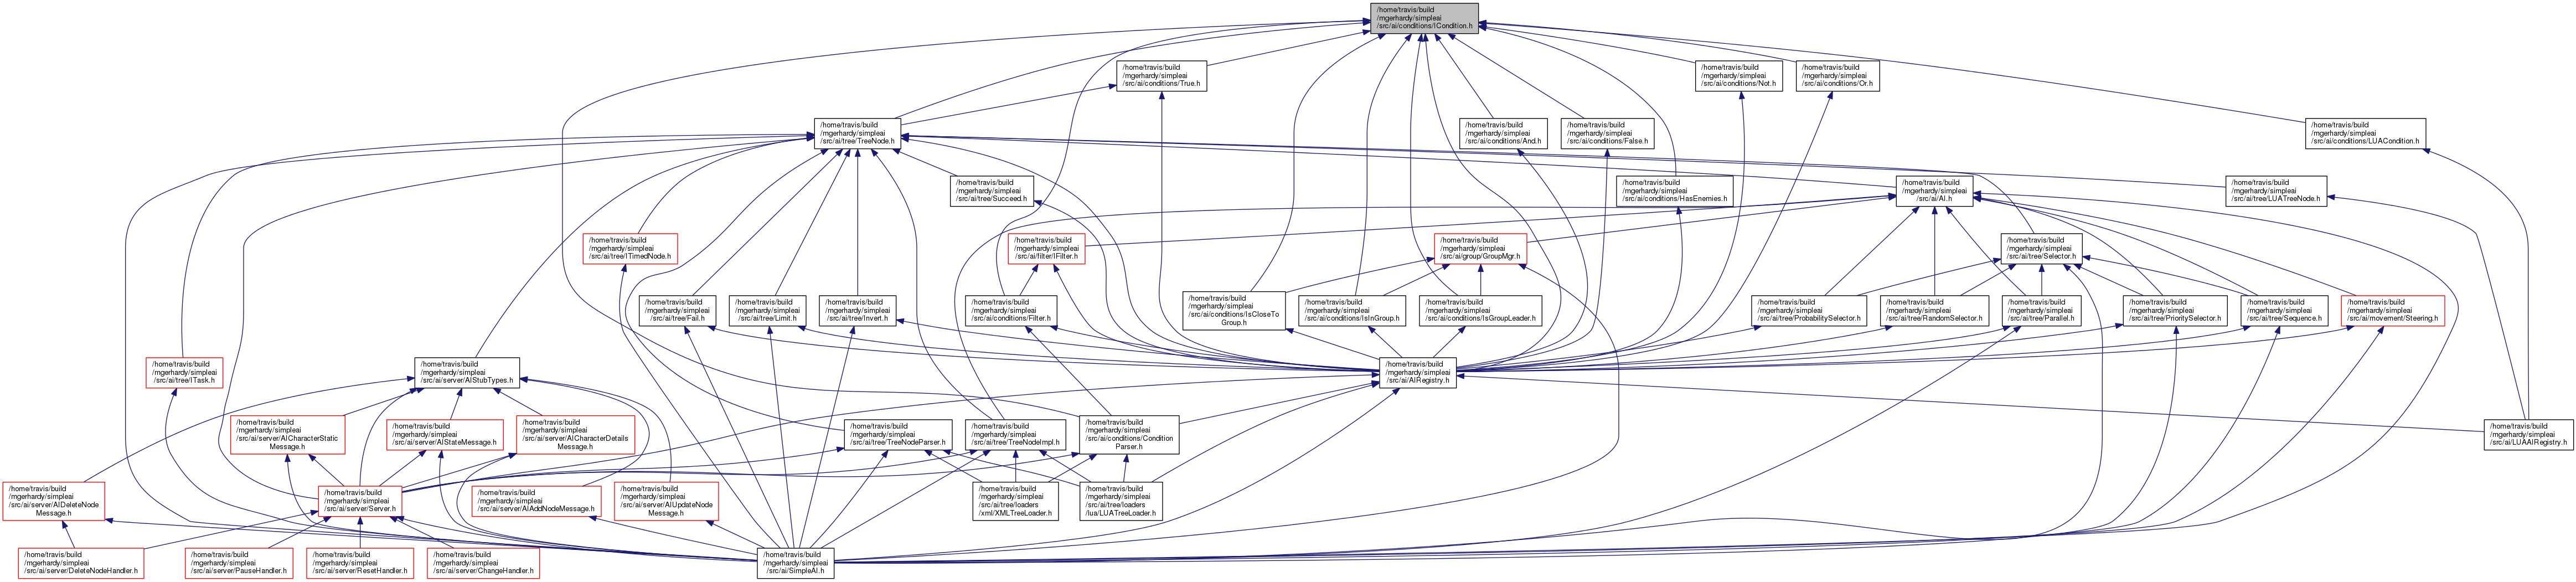 /home/travis/build
/mgerhardy/simpleai
/src/ai/conditions/ICondition.h
/home/travis/build
/mgerhardy/simpleai
/src/ai/conditions/True.h
/home/travis/build
/mgerhardy/simpleai
/src/ai/conditions/Not.h
/home/travis/build
/mgerhardy/simpleai
/src/ai/conditions/Or.h
/home/travis/build
/mgerhardy/simpleai
/src/ai/tree/TreeNode.h
/home/travis/build
/mgerhardy/simpleai
/src/ai/conditions/And.h
/home/travis/build
/mgerhardy/simpleai
/src/ai/conditions/False.h
/home/travis/build
/mgerhardy/simpleai
/src/ai/conditions/LUACondition.h
/home/travis/build
/mgerhardy/simpleai
/src/ai/tree/Succeed.h
/home/travis/build
/mgerhardy/simpleai
/src/ai/conditions/HasEnemies.h
/home/travis/build
/mgerhardy/simpleai
/src/ai/AI.h
/home/travis/build
/mgerhardy/simpleai
/src/ai/tree/LUATreeNode.h
/home/travis/build
/mgerhardy/simpleai
/src/ai/tree/ITimedNode.h
/home/travis/build
/mgerhardy/simpleai
/src/ai/filter/IFilter.h
/home/travis/build
/mgerhardy/simpleai
/src/ai/group/GroupMgr.h
/home/travis/build
/mgerhardy/simpleai
/src/ai/tree/Selector.h
/home/travis/build
/mgerhardy/simpleai
/src/ai/tree/Fail.h
/home/travis/build
/mgerhardy/simpleai
/src/ai/tree/Limit.h
/home/travis/build
/mgerhardy/simpleai
/src/ai/tree/Invert.h
/home/travis/build
/mgerhardy/simpleai
/src/ai/conditions/Filter.h
/home/travis/build
/mgerhardy/simpleai
/src/ai/conditions/IsCloseTo
Group.h
/home/travis/build
/mgerhardy/simpleai
/src/ai/conditions/IsInGroup.h
/home/travis/build
/mgerhardy/simpleai
/src/ai/conditions/IsGroupLeader.h
/home/travis/build
/mgerhardy/simpleai
/src/ai/tree/ProbabilitySelector.h
/home/travis/build
/mgerhardy/simpleai
/src/ai/tree/RandomSelector.h
/home/travis/build
/mgerhardy/simpleai
/src/ai/tree/Parallel.h
/home/travis/build
/mgerhardy/simpleai
/src/ai/tree/PrioritySelector.h
/home/travis/build
/mgerhardy/simpleai
/src/ai/tree/Sequence.h
/home/travis/build
/mgerhardy/simpleai
/src/ai/movement/Steering.h
/home/travis/build
/mgerhardy/simpleai
/src/ai/tree/ITask.h
/home/travis/build
/mgerhardy/simpleai
/src/ai/server/AIStubTypes.h
/home/travis/build
/mgerhardy/simpleai
/src/ai/AIRegistry.h
/home/travis/build
/mgerhardy/simpleai
/src/ai/server/AICharacterStatic
Message.h
/home/travis/build
/mgerhardy/simpleai
/src/ai/server/AIStateMessage.h
/home/travis/build
/mgerhardy/simpleai
/src/ai/server/AICharacterDetails
Message.h
/home/travis/build
/mgerhardy/simpleai
/src/ai/tree/TreeNodeParser.h
/home/travis/build
/mgerhardy/simpleai
/src/ai/tree/TreeNodeImpl.h
/home/travis/build
/mgerhardy/simpleai
/src/ai/conditions/Condition
Parser.h
/home/travis/build
/mgerhardy/simpleai
/src/ai/LUAAIRegistry.h
/home/travis/build
/mgerhardy/simpleai
/src/ai/server/AIDeleteNode
Message.h
/home/travis/build
/mgerhardy/simpleai
/src/ai/server/Server.h
/home/travis/build
/mgerhardy/simpleai
/src/ai/server/AIAddNodeMessage.h
/home/travis/build
/mgerhardy/simpleai
/src/ai/server/AIUpdateNode
Message.h
/home/travis/build
/mgerhardy/simpleai
/src/ai/tree/loaders
/xml/XMLTreeLoader.h
/home/travis/build
/mgerhardy/simpleai
/src/ai/tree/loaders
/lua/LUATreeLoader.h
/home/travis/build
/mgerhardy/simpleai
/src/ai/server/DeleteNodeHandler.h
/home/travis/build
/mgerhardy/simpleai
/src/ai/server/PauseHandler.h
/home/travis/build
/mgerhardy/simpleai
/src/ai/server/ResetHandler.h
/home/travis/build
/mgerhardy/simpleai
/src/ai/server/ChangeHandler.h
/home/travis/build
/mgerhardy/simpleai
/src/ai/SimpleAI.h